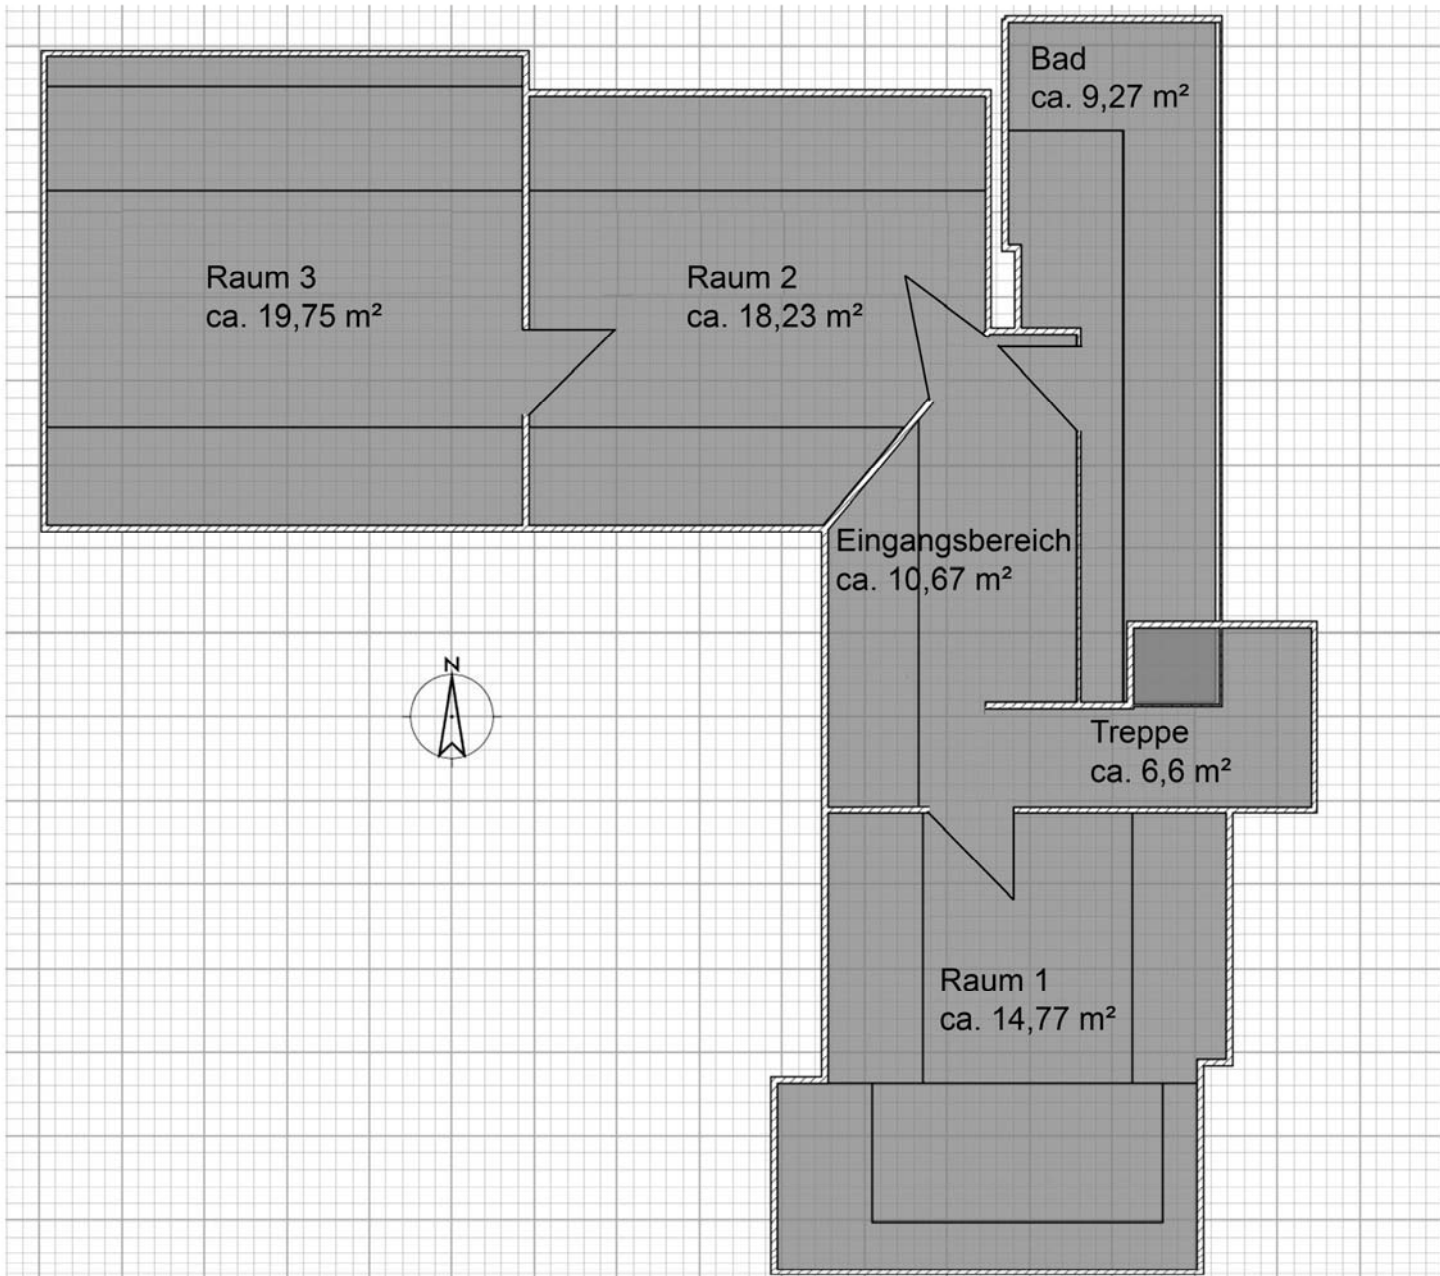 Bad
ca. 9,27 m²
Raum 3
ca. 19,75 m²
Raum 2
ca. 18,23 m²
Eingangsbereich
ca. 10,67 m²
N
Treppe
ca. 6,6 m²
Raum 1
ca. 14,77 m²